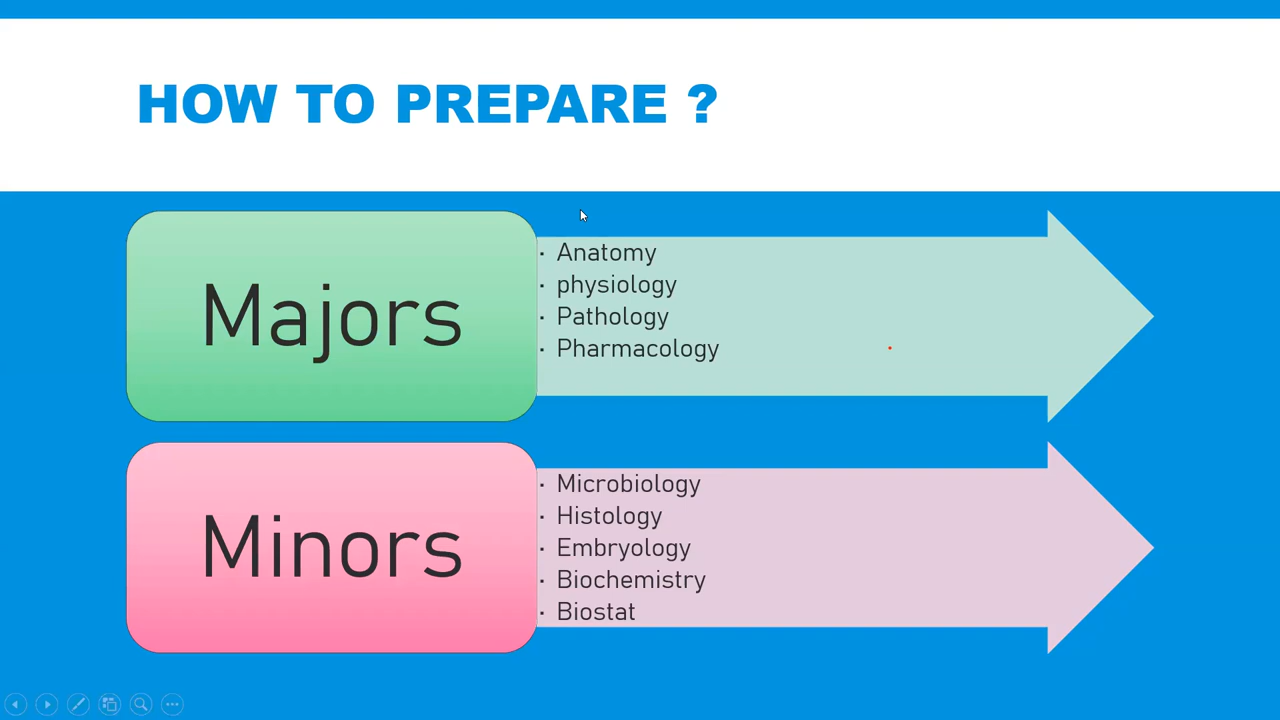 HOW TO PREPARE ?
Majors
· Anatomy
· physiology
· Pathology
· Pharmacology
Minors
· Microbiology
· Histology
· Embryology
· Biochemistry
· Biostat